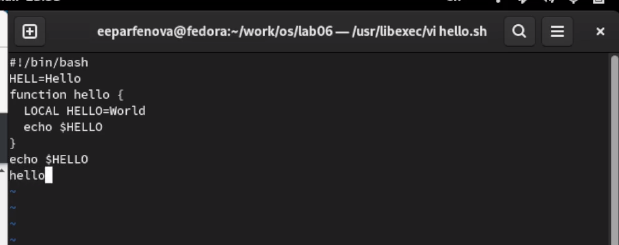 eeparfenova@fedora:~/work/os/lab06 — /usr/libexec/vi hello.sh
#!/bin/bash
HELL=Hello
function hello {
  LOCAL HELLO=World
  echo $HELLO
}
echo $HELLO
hello
~
~
~
~